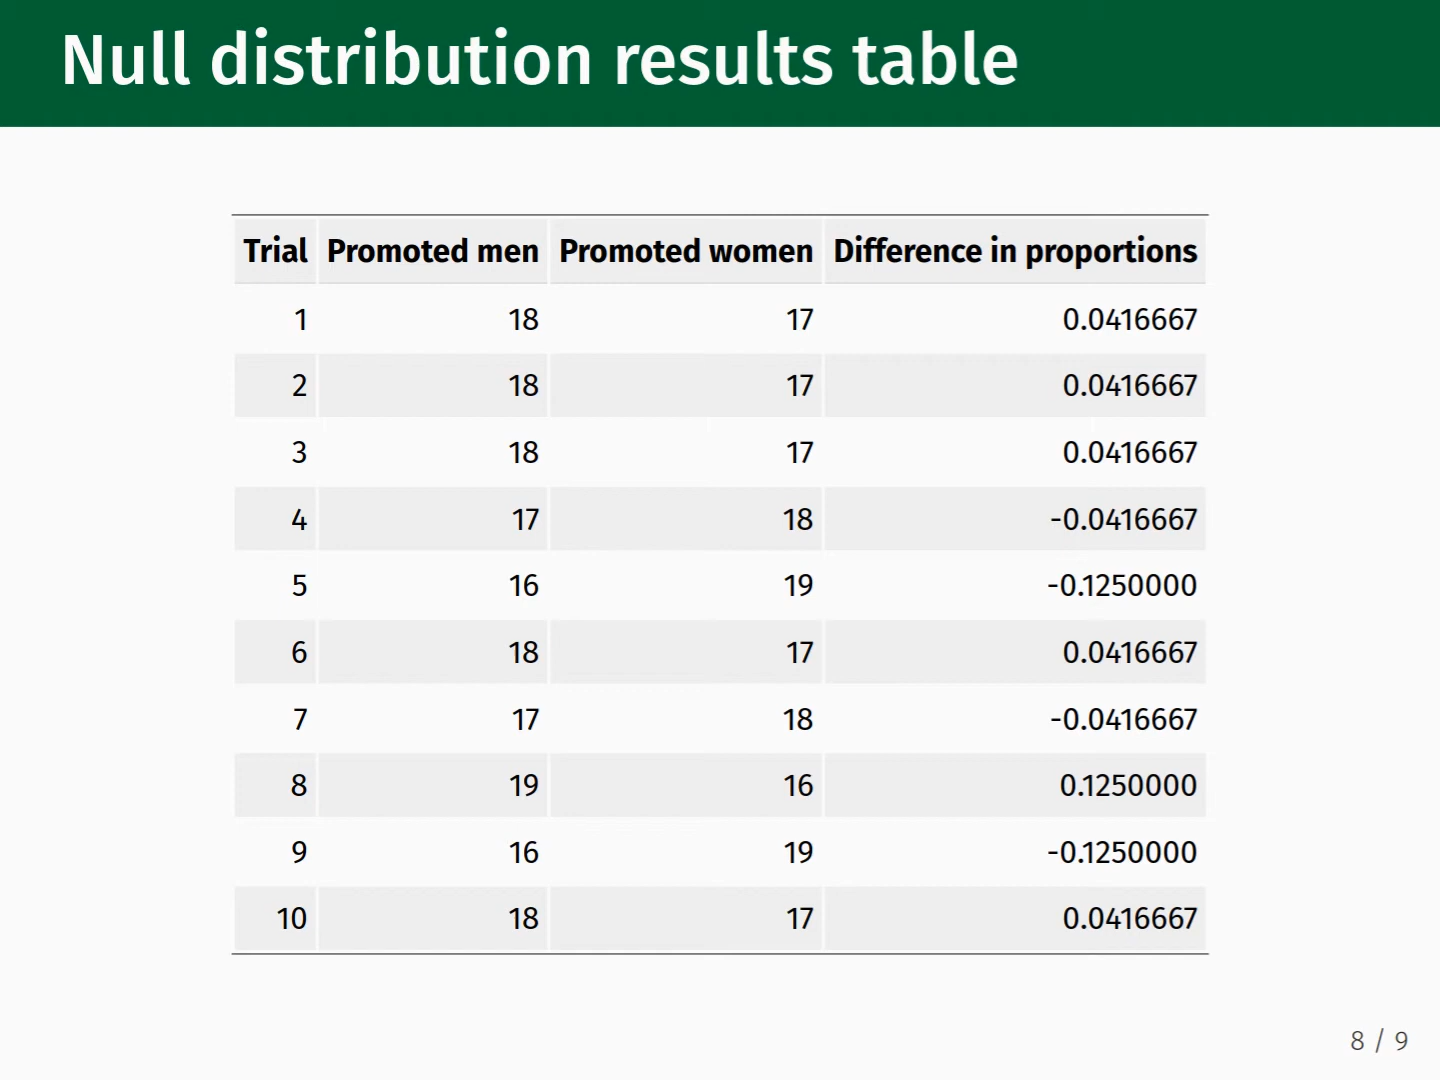 Null distribution results table
Trial Promoted men Promoted women Difference in proportions
1 18 17 0.0416667
2 18 17 0.0416667
3 18 17 0.0416667
4 17 18 -0.0416667
5 16 19 -0.1250000
6 18 17 0.0416667
7 17 18 -0.0416667
8 19 16 0.1250000
9 16 19 -0.1250000
10 18 17 0.0416667
8 / 9